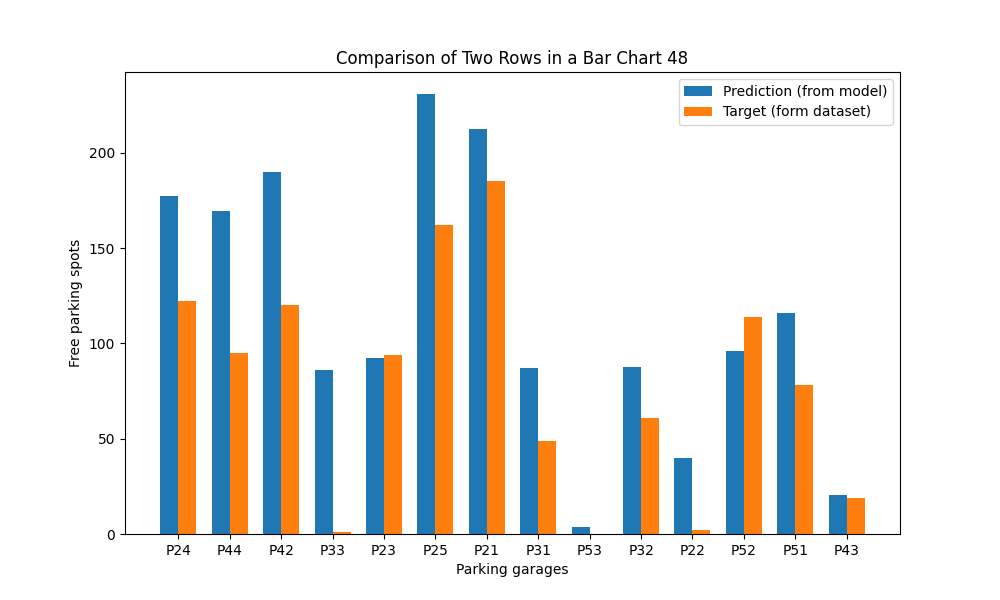 Comparison of Two Rows in a Bar Chart 48
Prediction (from model)
Target (form dataset)
Free parking spots
200
150
100
50
0
P24 P44 P42 P33 P23 P25 P21 P31 P53 P32 P22 P52 P51 P43
Parking garages